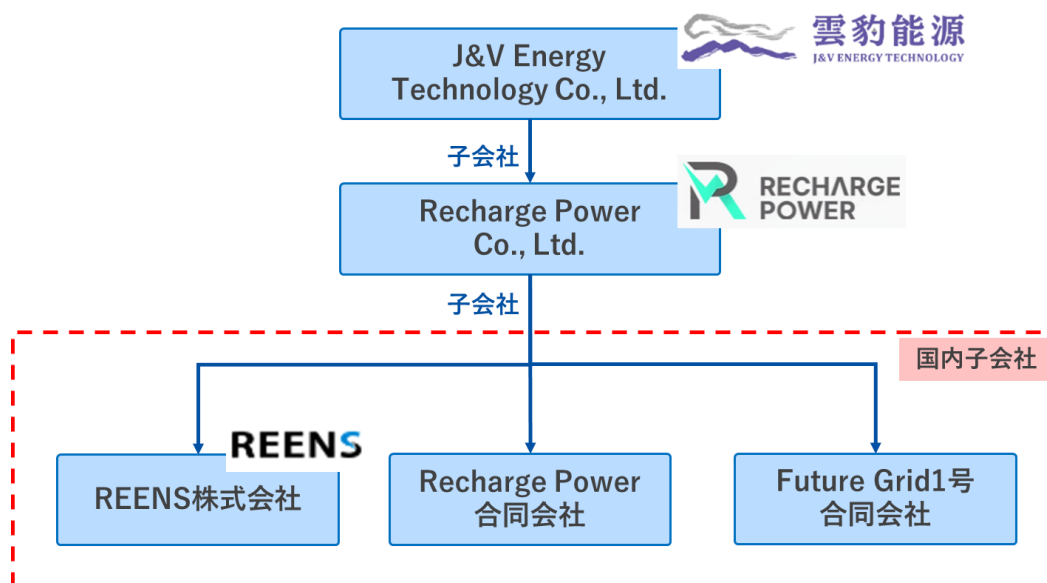 J&V Energy
Technology Co., Ltd.
雲豹能源
J&V ENERGY TECHNOLOGY
子会社
Recharge Power
Co., Ltd.
RECHARGE
POWER
子会社
国内子会社
REENS
REENS株式会社
Recharge Power
合同会社
Future Grid1号
合同会社